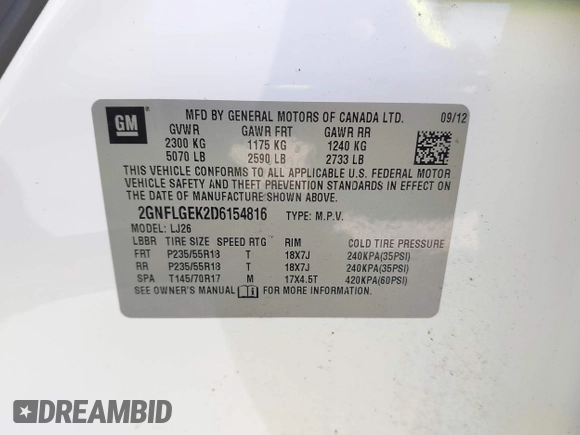 GM
MFD BY GENERAL MOTORS OF CANADA LTD. 09/12
GVWR GAWR FRT GAWR RR
2300 KG 1175 KG 1240 KG
5070 LB 2590 LB 2733 LB
THIS VEHICLE CONFORMS TO ALL APPLICABLE U.S. FEDERAL MOTOR
VEHICLE SAFETY AND THEFT PREVENTION STANDARDS IN EFFECT ON
THE DATE OF MANUFACTURE SHOWN ABOVE.
2GNFLGEK2D6154816 TYPE: M.P.V.
MODEL: LJ26
LBBR TIRE SIZE SPEED RTG RIM COLD TIRE PRESSURE
FRT P235/55R18 T 18X7J 240KPA(35PSI)
RR P235/55R18 T 18X7J 240KPA(35PSI)
SPA T145/70R17 M 17X4.5T 420KPA(60PSI)
SEE OWNER'S MANUAL FOR MORE INFORMATION.
DREAMBID